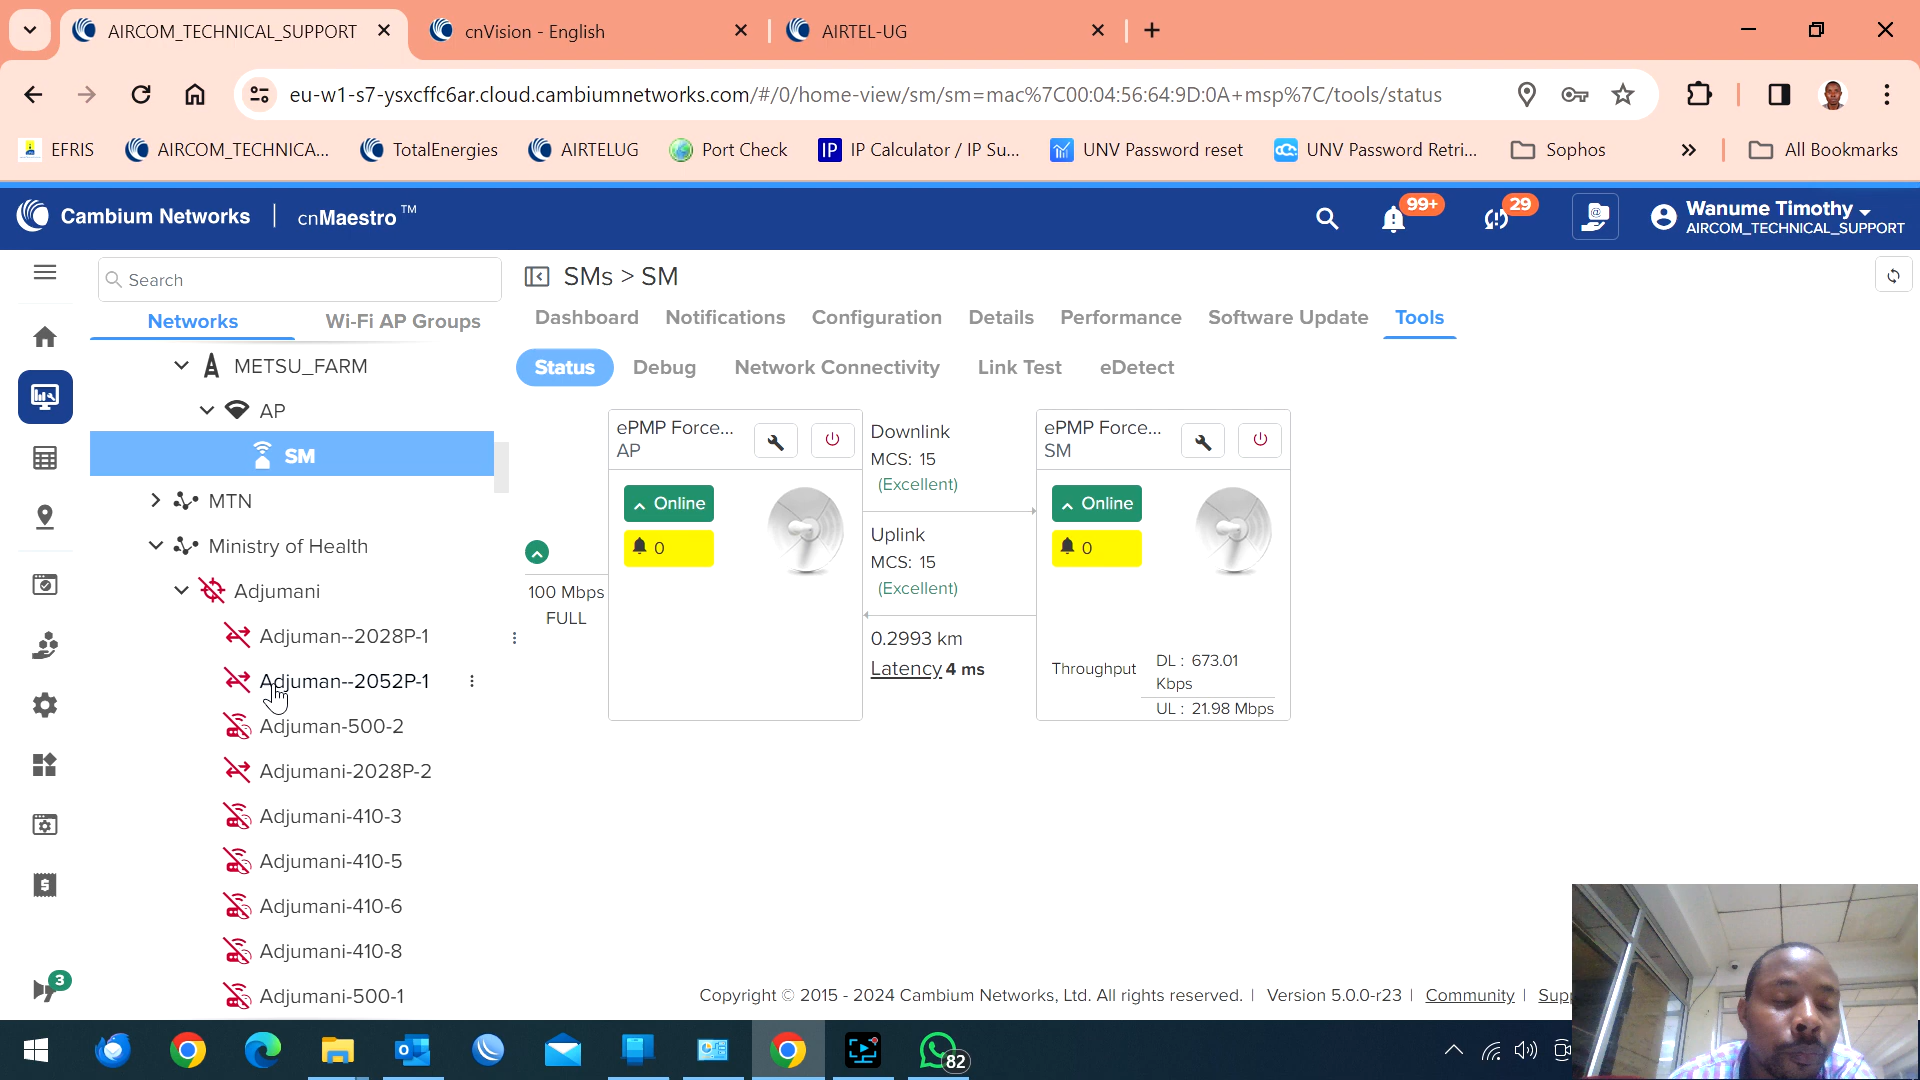 AIRCOM_TECHNICAL_SUPPORT
cnVision - English
AIRTEL-UG
eu-w1-s7-ysxcffc6ar.cloud.cambiumnetworks.com/#/0/home-view/sm/sm=mac%7C00:04:56:64:9D:0A+msp%7C/tools/status
EFRIS
AIRCOM_TECHNICA...
TotalEnergies
AIRTELUG
Port Check
IP
IP Calculator / IP Su...
UNV Password reset
UNV Password Retri...
Sophos
All Bookmarks
Cambium Networks
cnMaestro™
99+
29
Wanume Timothy
AIRCOM_TECHNICAL_SUPPORT
Search
Networks
Wi-Fi AP Groups
METSU_FARM
AP
SM
MTN
Ministry of Health
Adjumani
Adjuman--2028P-1
Adjuman--2052P-1
Adjuman-500-2
Adjumani-2028P-2
Adjumani-410-3
Adjumani-410-5
Adjumani-410-6
Adjumani-410-8
Adjumani-500-1
3
SMs > SM
Dashboard
Notifications
Configuration
Details
Performance
Software Update
Tools
Status
Debug
Network Connectivity
Link Test
eDetect
100 Mbps
FULL
ePMP Force...
AP
Online
0
Downlink
MCS: 15
(Excellent)
Uplink
MCS: 15
(Excellent)
0.2993 km
Latency 4 ms
ePMP Force...
SM
Online
0
Throughput
DL : 673.01
Kbps
UL : 21.98 Mbps
Copyright © 2015 - 2024 Cambium Networks, Ltd. All rights reserved. | Version 5.0.0-r23 | Community | Supp
82